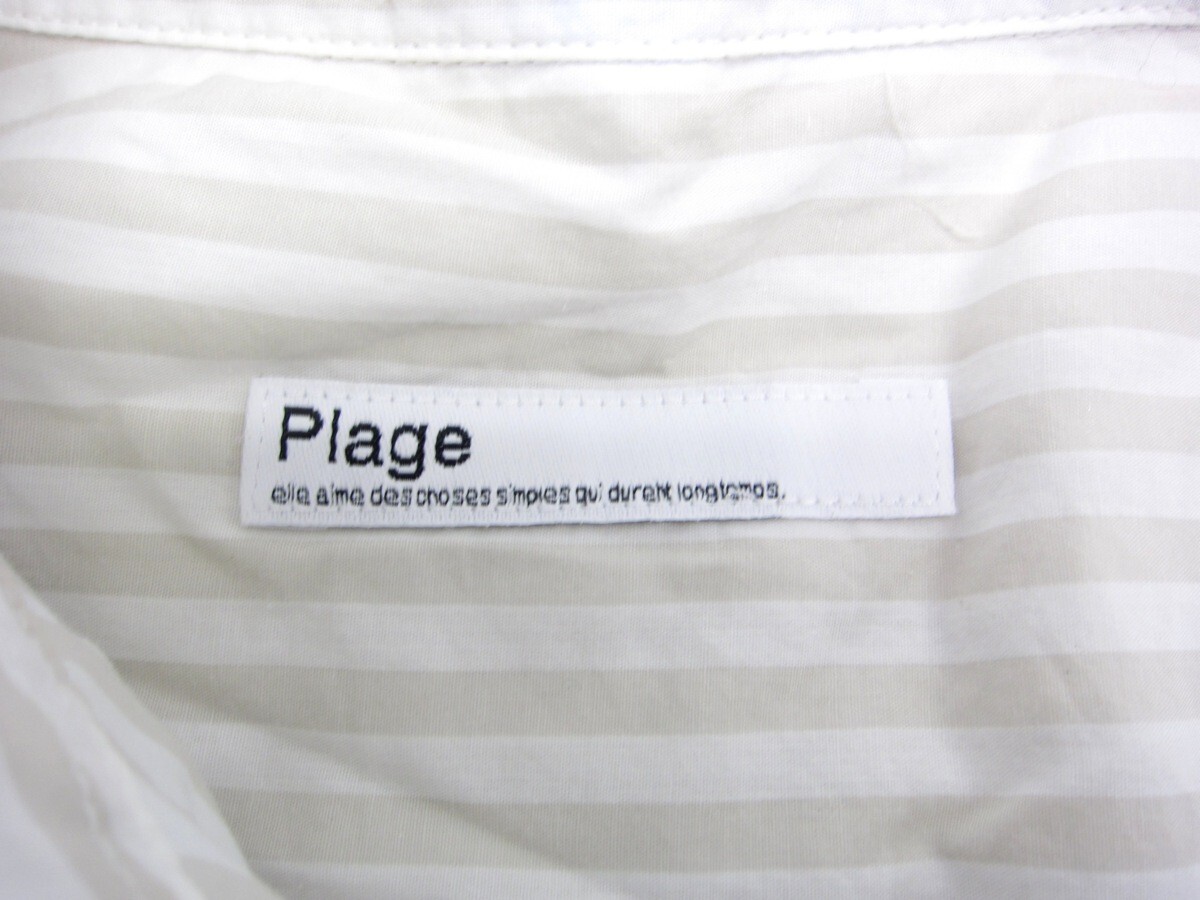 Plage
elle aime des choses simples qui durent longtemps.